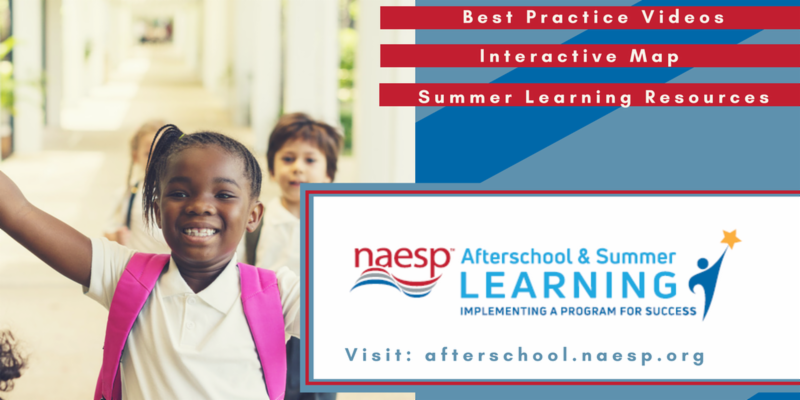 Best Practice Videos
Interactive Map
Summer Learning Resources
naesp™
Afterschool & Summer
LEARNING
IMPLEMENTING A PROGRAM FOR SUCCESS
Visit: afterschool.naesp.org